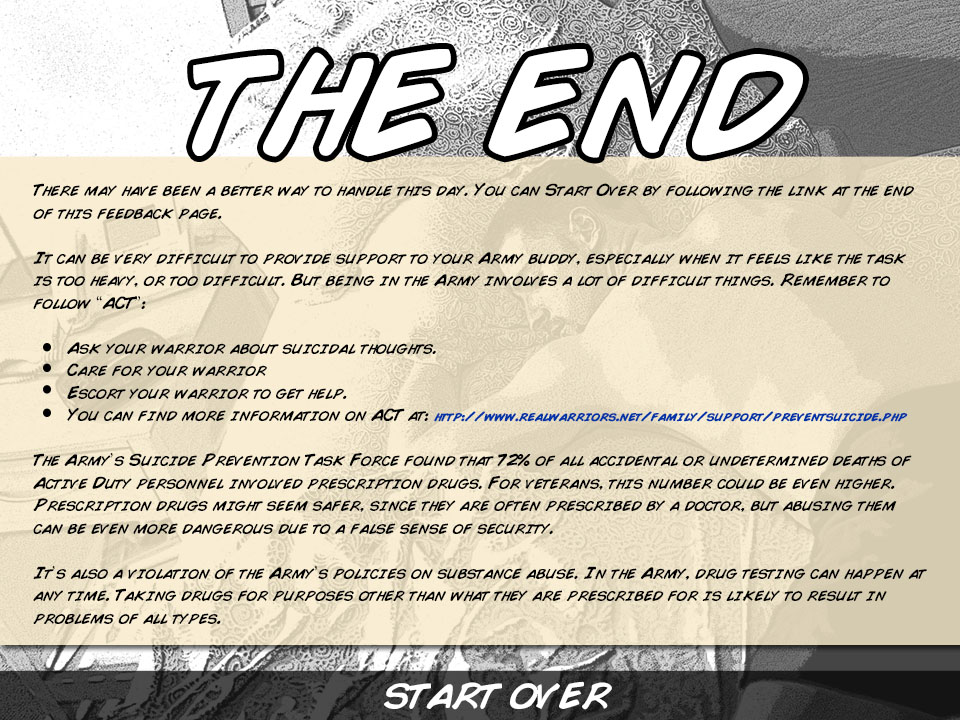 THE END
There may have been a better way to handle this day. You can Start Over by following the link at the end
of this feedback page.
It can be very difficult to provide support to your Army buddy, especially when it feels like the task
is too heavy, or too difficult. But being in the Army involves a lot of difficult things. Remember to
follow “ACT”:
• Ask your warrior about suicidal thoughts.
• Care for your warrior
• Escort your warrior to get help.
• You can find more information on ACT at: http://www.realwarriors.net/family/support/preventsuicide.php
The Army's Suicide Prevention Task Force found that 72% of all accidental or undetermined deaths of
Active Duty personnel involved prescription drugs. For veterans, this number could be even higher.
Prescription drugs might seem safer, since they are often prescribed by a doctor, but abusing them
can be even more dangerous due to a false sense of security.
It's also a violation of the Army's policies on substance abuse. In the Army, drug testing can happen at
any time. Taking drugs for purposes other than what they are prescribed for is likely to result in
problems of all types.
START OVER